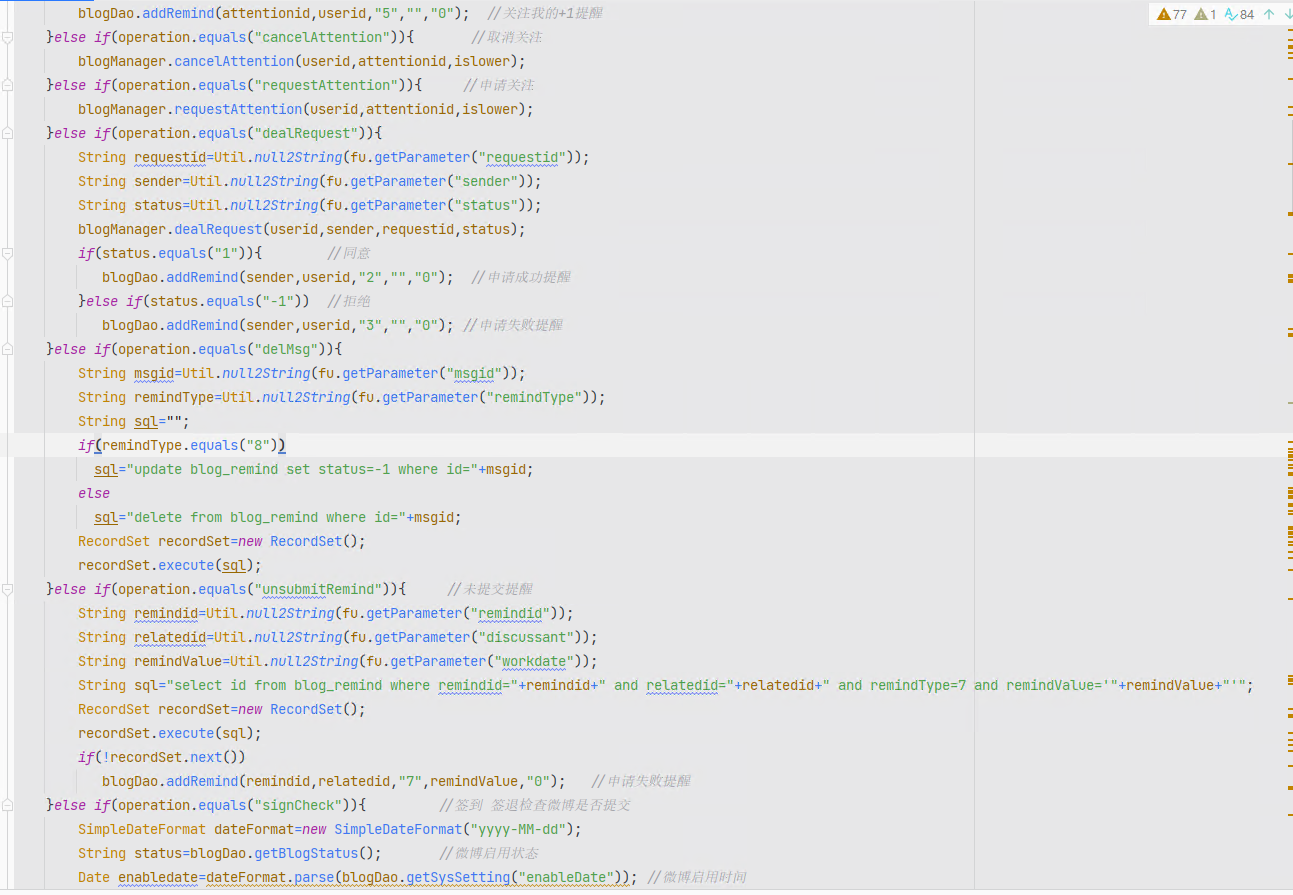 blogDao.addRemind(attentionid,userid,"5","","0");  //关注我的+1提醒
77 1 84
}else if(operation.equals("cancelAttention")){       //取消关注
blogManager.cancelAttention(userid,attentionid,islower);
}else if(operation.equals("requestAttention")){     //申请关注
blogManager.requestAttention(userid,attentionid,islower);
}else if(operation.equals("dealRequest")){
String requestid=Util.null2String(fu.getParameter("requestid"));
String sender=Util.null2String(fu.getParameter("sender"));
String status=Util.null2String(fu.getParameter("status"));
blogManager.dealRequest(userid,sender,requestid,status);
if(status.equals("1")){        //同意
blogDao.addRemind(sender,userid,"2","","0");  //申请成功提醒
}else if(status.equals("-1"))  //拒绝
blogDao.addRemind(sender,userid,"3","","0"); //申请失败提醒
}else if(operation.equals("delMsg")){
String msgid=Util.null2String(fu.getParameter("msgid"));
String remindType=Util.null2String(fu.getParameter("remindType"));
String sql="";
if(remindType.equals("8"))
sql="update blog_remind set status=-1 where id="+msgid;
else
sql="delete from blog_remind where id="+msgid;
RecordSet recordSet=new RecordSet();
recordSet.execute(sql);
}else if(operation.equals("unsubmitRemind")){     //未提交提醒
String remindid=Util.null2String(fu.getParameter("remindid"));
String relatedid=Util.null2String(fu.getParameter("discussant"));
String remindValue=Util.null2String(fu.getParameter("workdate"));
String sql="select id from blog_remind where remindid="+remindid+" and relatedid="+relatedid+" and remindType=7 and remindValue='"+remindValue+"'";
RecordSet recordSet=new RecordSet();
recordSet.execute(sql);
if(!recordSet.next())
blogDao.addRemind(remindid,relatedid,"7",remindValue,"0");   //申请失败提醒
}else if(operation.equals("signCheck")){         //签到 签退检查微博是否提交
SimpleDateFormat dateFormat=new SimpleDateFormat("yyyy-MM-dd");
String status=blogDao.getBlogStatus();       //微博启用状态
Date enabledate=dateFormat.parse(blogDao.getSysSetting("enableDate")); //微博启用时间